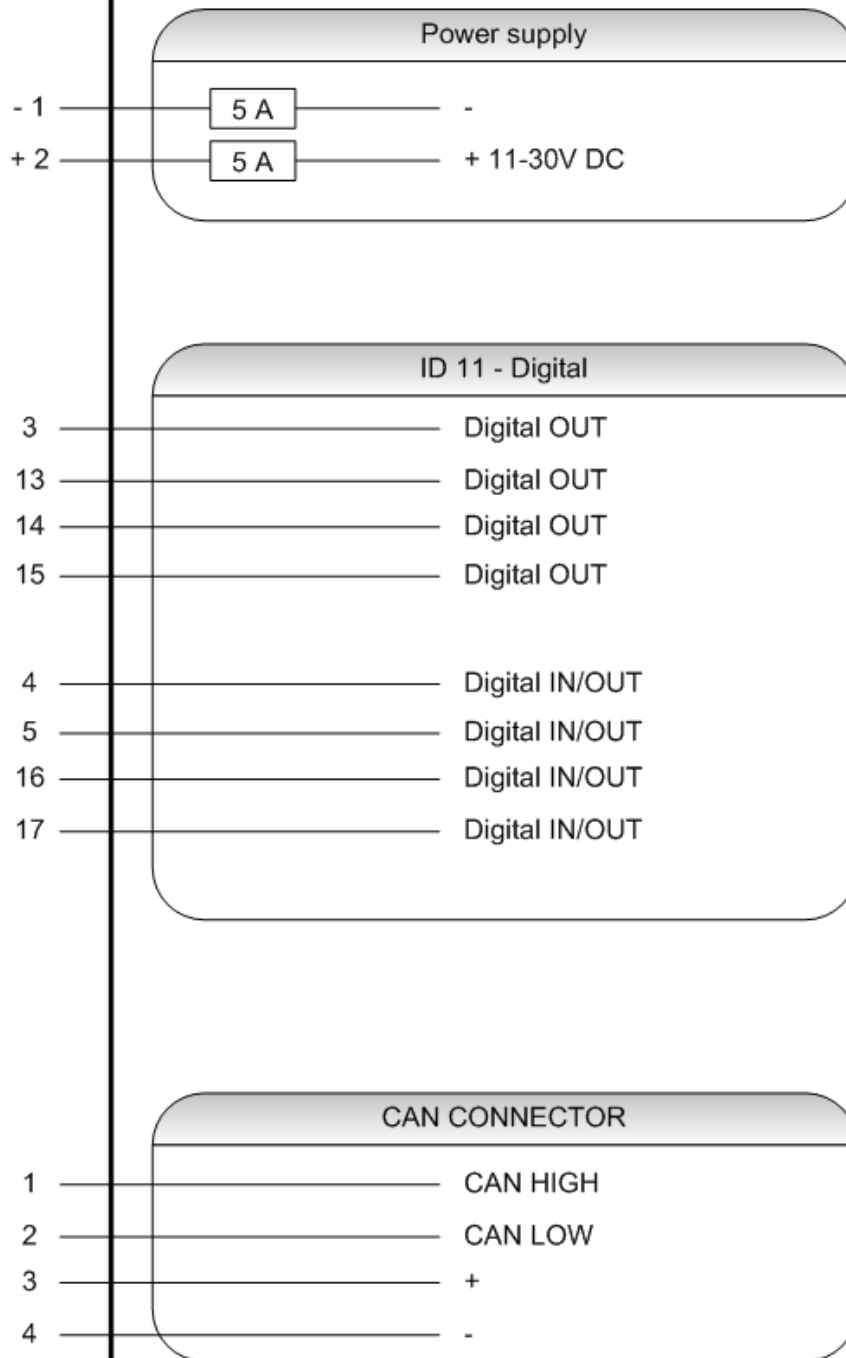 Power supply
- 1 5 A -
+ 2 5 A + 11-30V DC
ID 11 - Digital
3 Digital OUT
13 Digital OUT
14 Digital OUT
15 Digital OUT
4 Digital IN/OUT
5 Digital IN/OUT
16 Digital IN/OUT
17 Digital IN/OUT
CAN CONNECTOR
1 CAN HIGH
2 CAN LOW
3 +
4 -